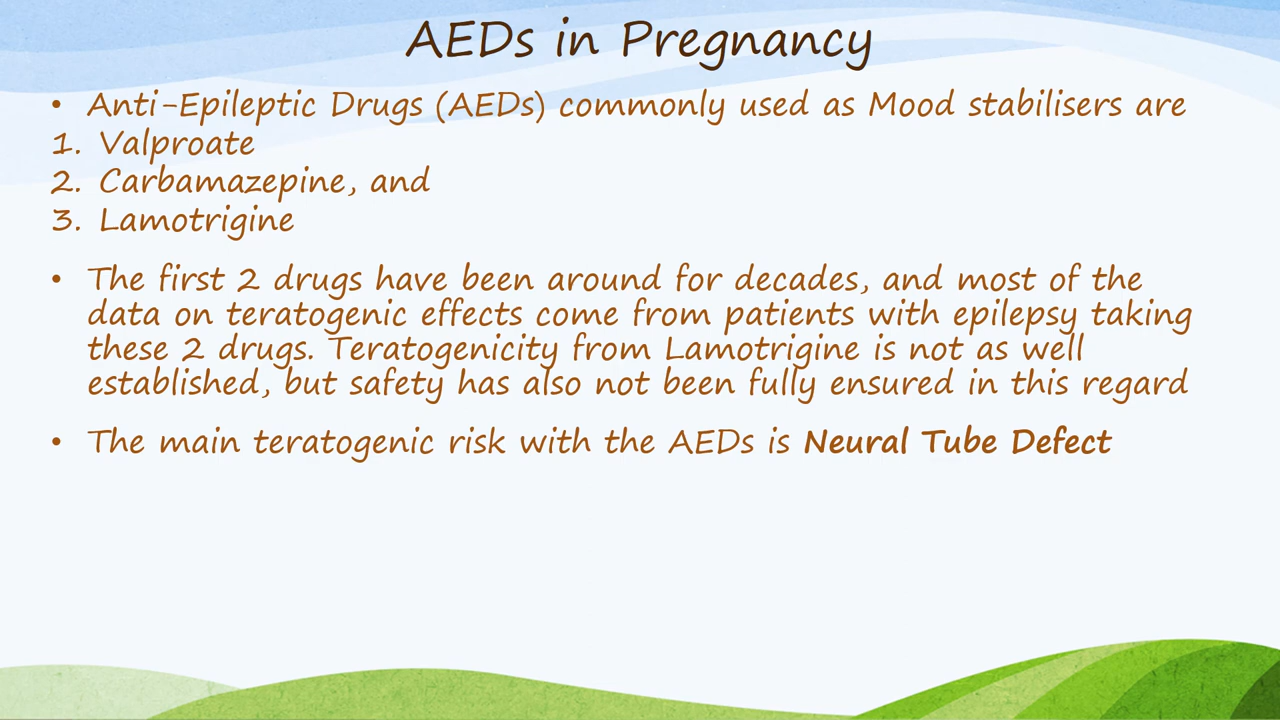 AEDs in Pregnancy
• Anti-Epileptic Drugs (AEDs) commonly used as Mood stabilisers are
1. Valproate
2. Carbamazepine, and
3. Lamotrigine
• The first 2 drugs have been around for decades, and most of the
data on teratogenic effects come from patients with epilepsy taking
these 2 drugs. Teratogenicity from Lamotrigine is not as well
established, but safety has also not been fully ensured in this regard
• The main teratogenic risk with the AEDs is Neural Tube Defect